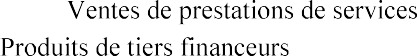 Ventes de prestations de services
Produits de tiers financeurs